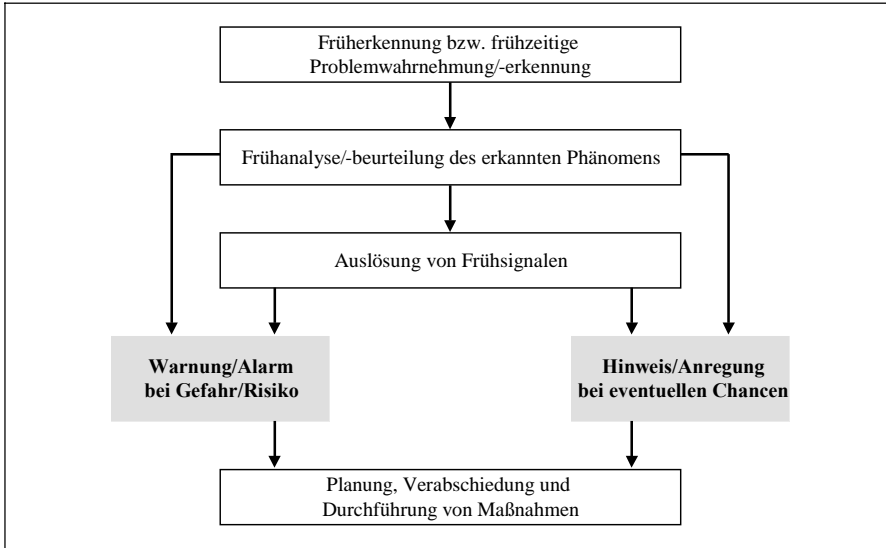 Früherkennung bzw. frühzeitige
Problemwahrnehmung/-erkennung
Frühanalyse/-beurteilung des erkannten Phänomens
Auslösung von Frühsignalen
Warnung/Alarm
bei Gefahr/Risiko
Hinweis/Anregung
bei eventuellen Chancen
Planung, Verabschiedung und
Durchführung von Maßnahmen